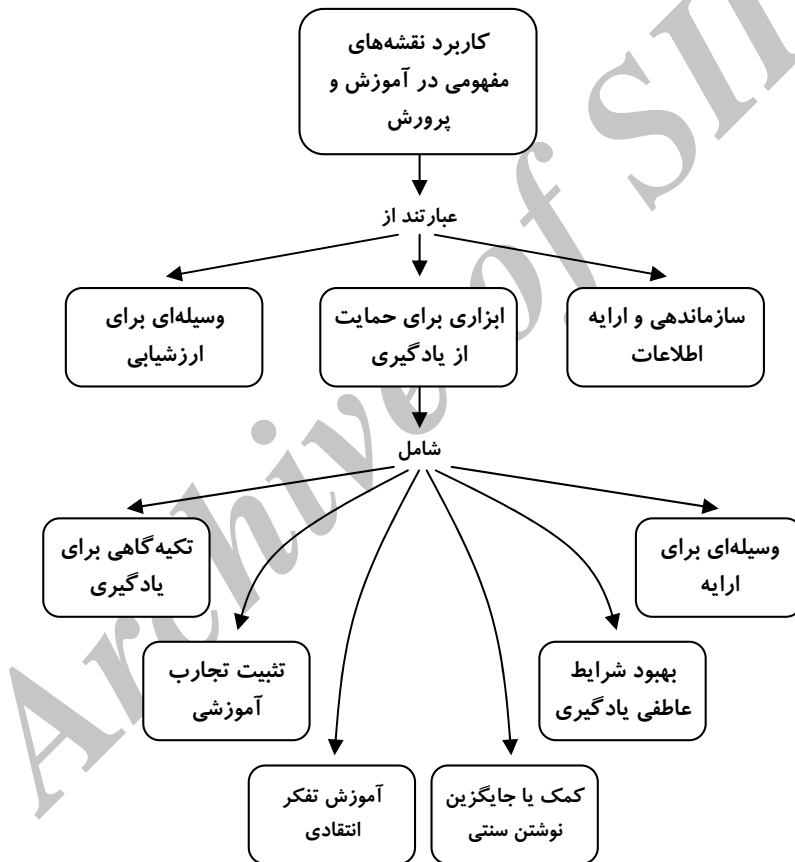 کاربرد نقشه‌های
مفهومی در آموزش و
پرورش
عبارتند از
سازماندهی و ارایه
اطلاعات
ابزاری برای حمایت
از یادگیری
وسیله‌ای برای
ارزشیابی
شامل
وسیله‌ای برای
ارایه
تکیه‌گاهی برای
یادگیری
بهبود شرایط
عاطفی یادگیری
تثبیت تجارب
آموزشی
کمک یا جایگزین
نوشتن سنتی
آموزش تفکر
انتقادی
Archive of SID